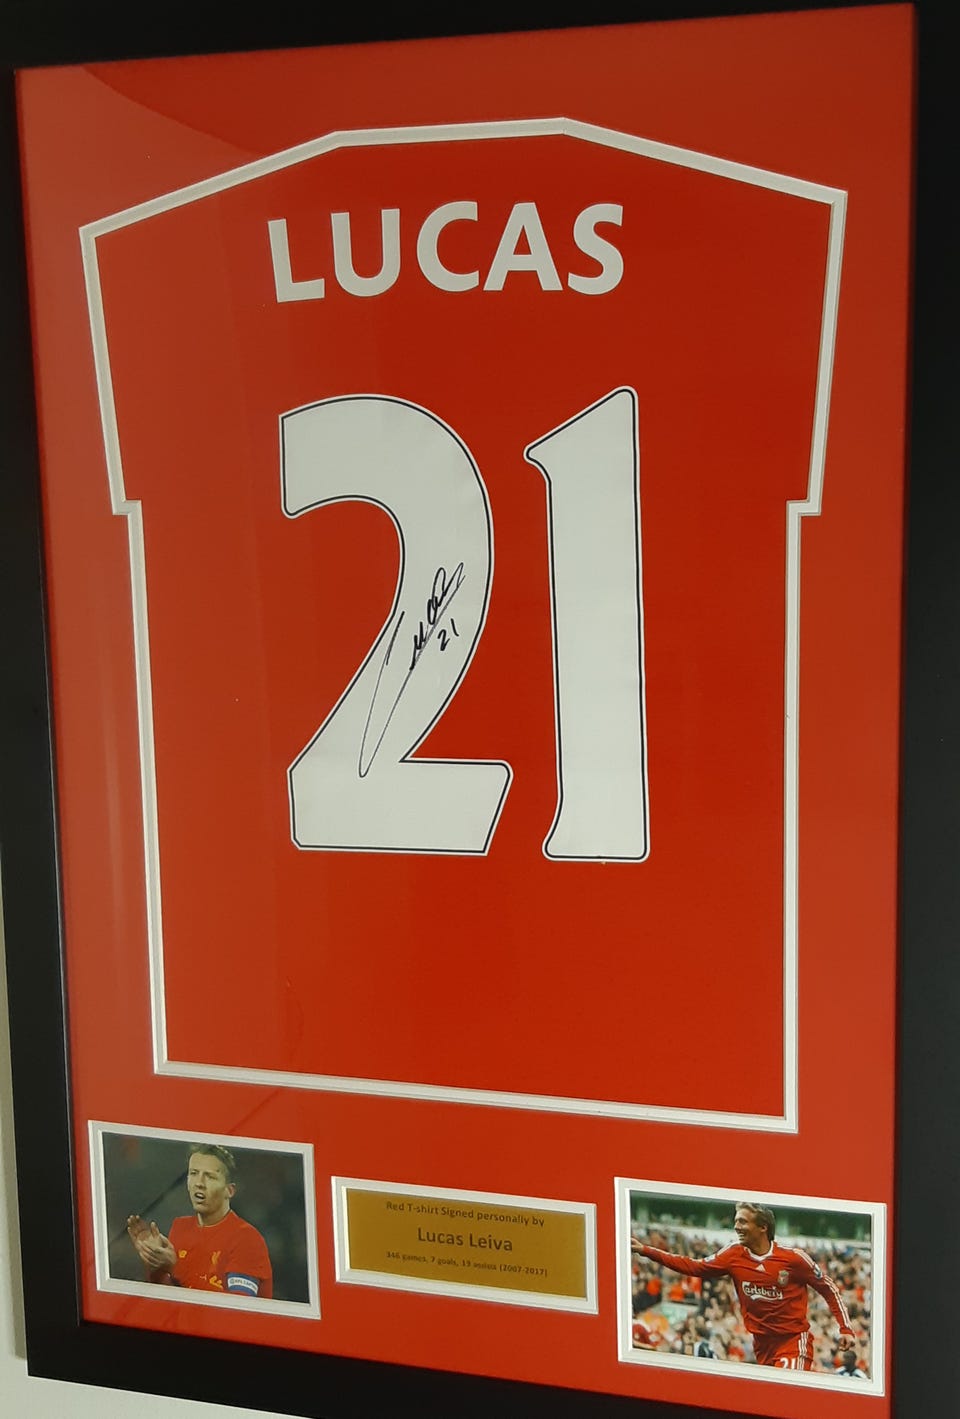 LUCAS
21
Lucas
21
Red T-shirt Signed personally by
Lucas Leiva
346 games, 7 goals, 19 assists (2007-2017)
Carlsberg
21